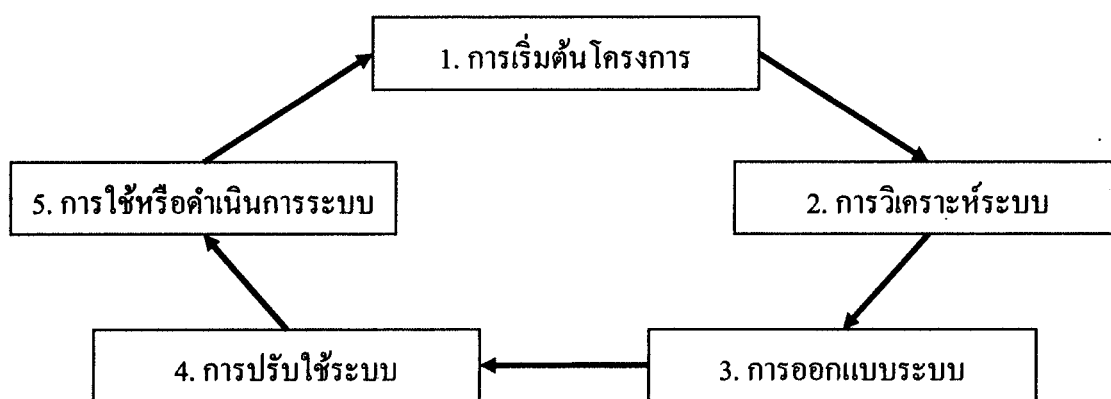 1. การเริ่มต้นโครงการ
2. การวิเคราะห์ระบบ
3. การออกแบบระบบ
4. การปรับใช้ระบบ
5. การใช้หรือดำเนินการระบบ